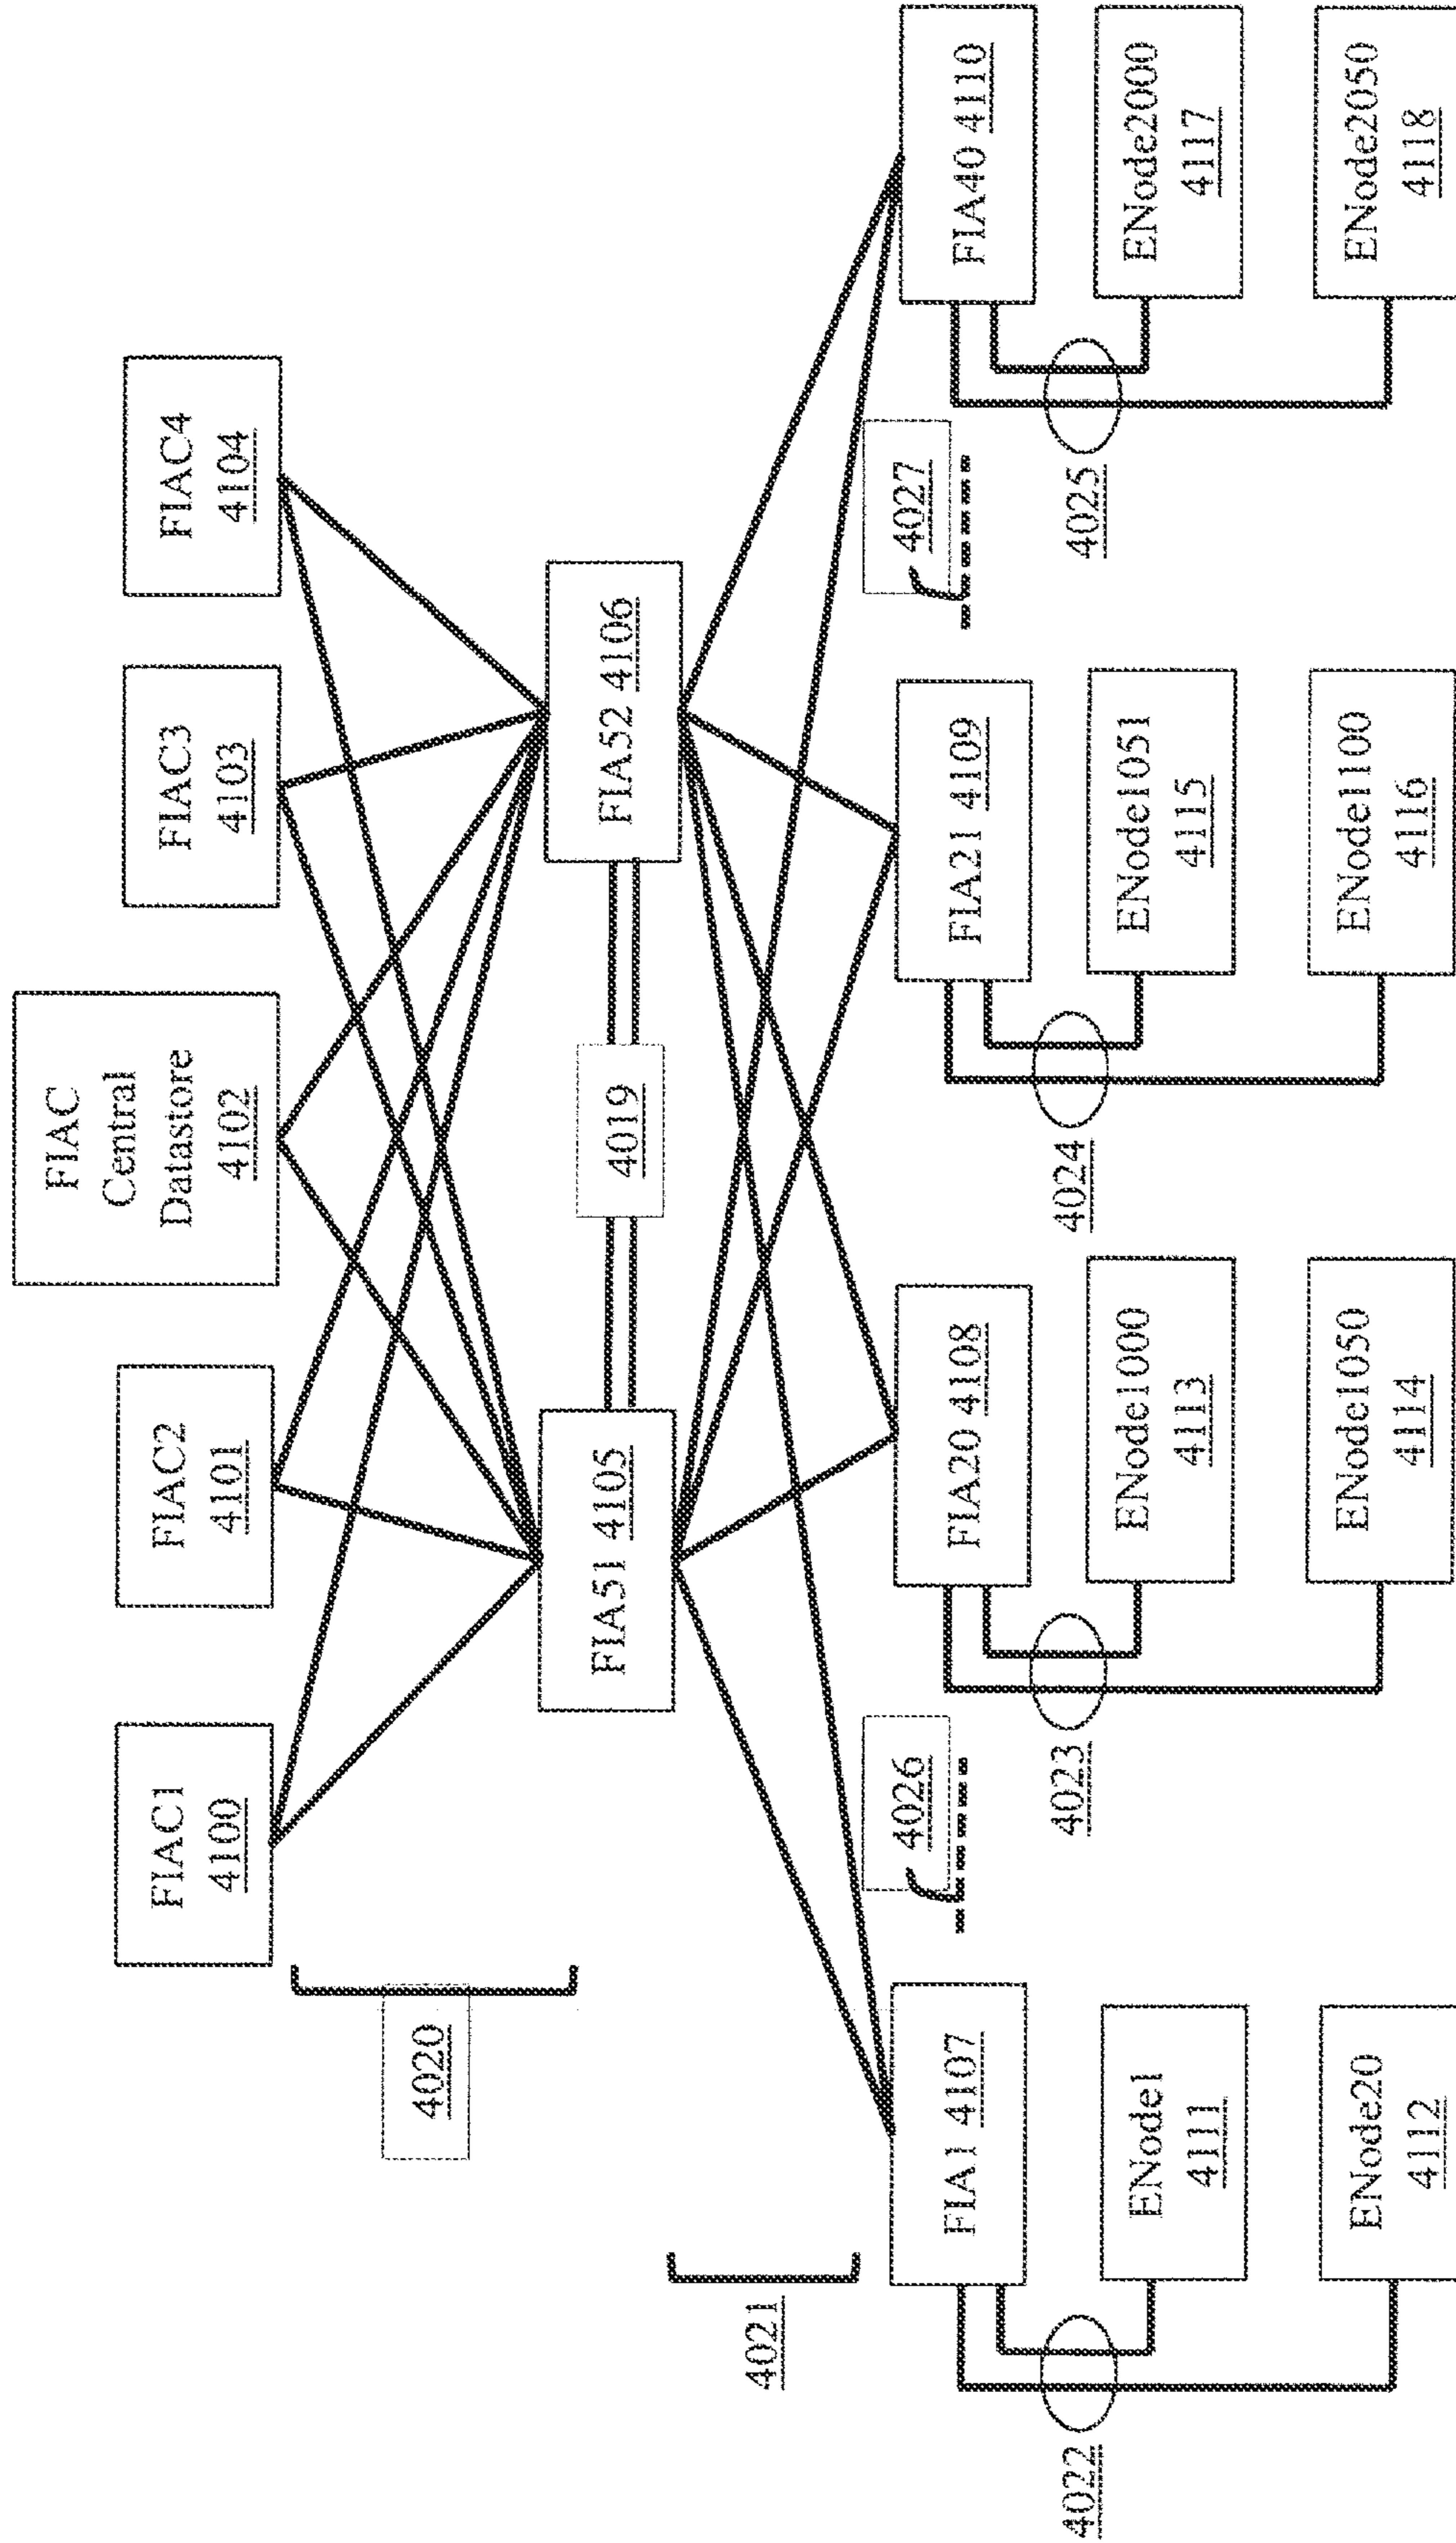 FIAC1
4100
FIAC2
4101
FIAC
Central
Datastore
4102
FIAC3
4103
FIAC4
4104
4020
FIA51 4105
4019
FIA52 4106
4021
FIA1 4107
4026
FIA20 4108
FIA21 4109
4027
FIA40 4110
4022
ENode1
4111
4023
ENode1000
4113
4024
ENode1051
4115
4025
ENode2000
4117
ENode20
4112
ENode1050
4114
ENode1100
4116
ENode2050
4118